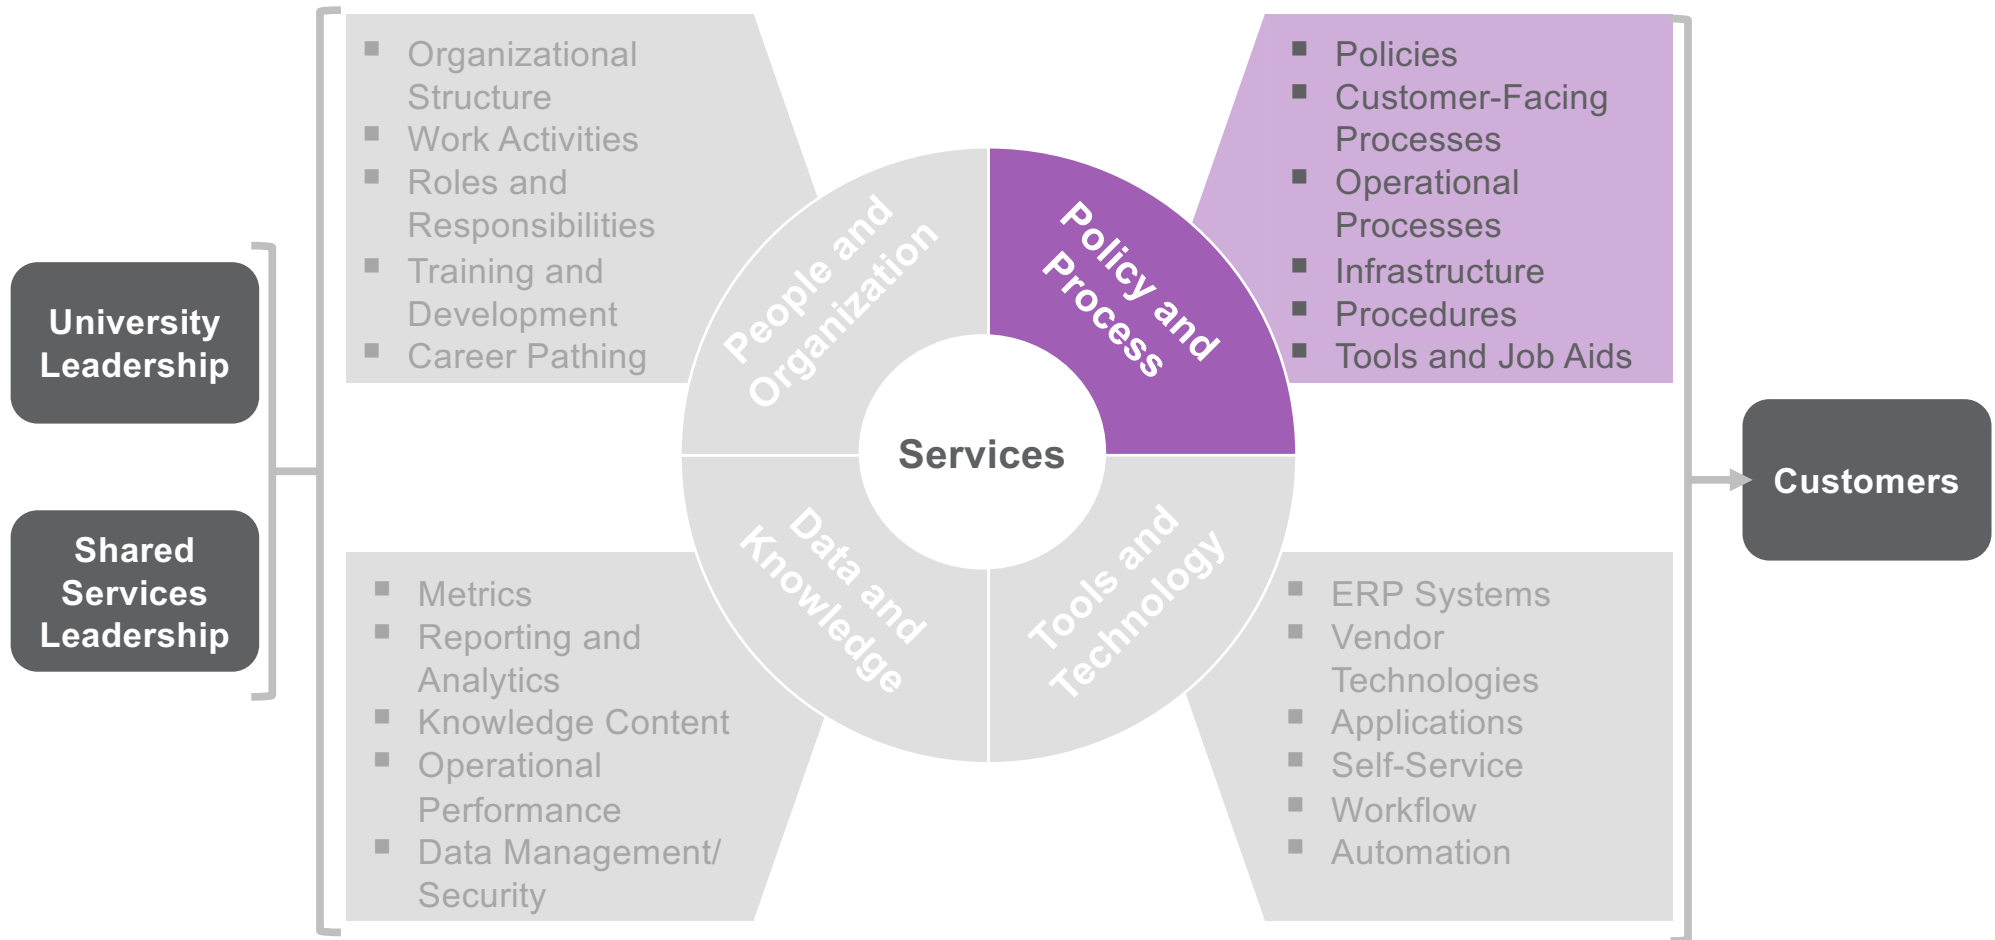 Organizational
Structure
Work Activities
Roles and
Responsibilities
Training and
Development
Career Pathing
Policies
Customer-Facing
Processes
Operational
Processes
Infrastructure
Procedures
Tools and Job Aids
University
Leadership
Shared
Services
Leadership
People and
Organization
Policy and
Process
Services
Data and
Knowledge
Tools and
Technology
Customers
Metrics
Reporting and
Analytics
Knowledge Content
Operational
Performance
Data Management/
Security
ERP Systems
Vendor
Technologies
Applications
Self-Service
Workflow
Automation